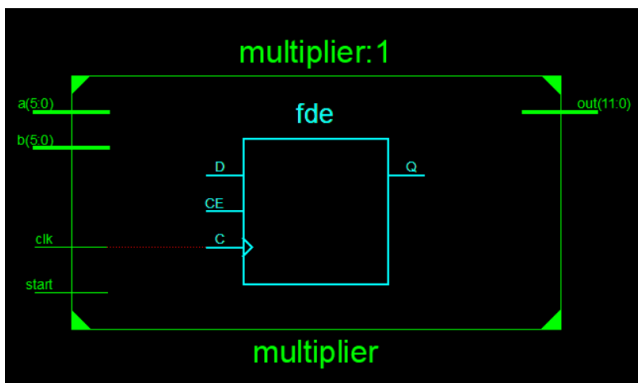 multiplier:1
a(5:0)
out(11:0)
fde
b(5:0)
D
Q
CE
clk
C
start
multiplier